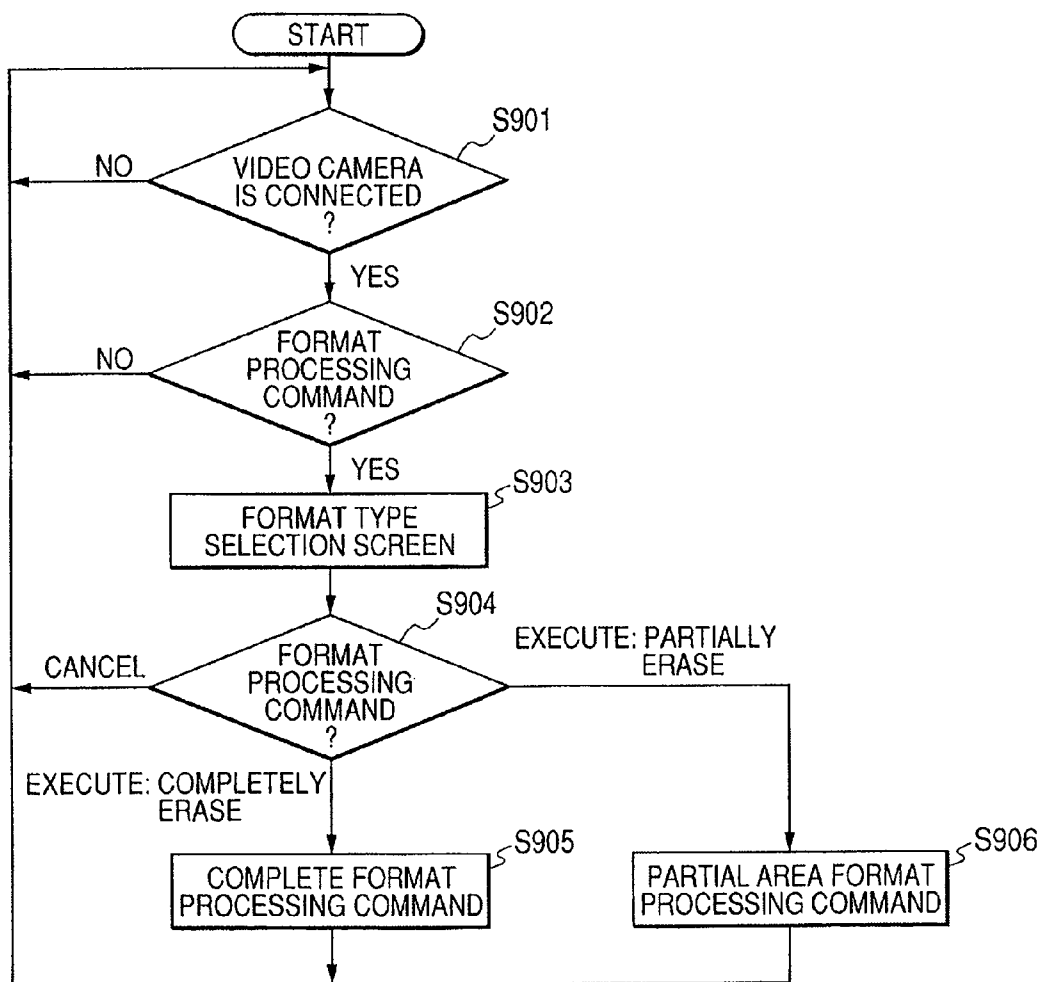 START
S901
NO
VIDEO CAMERA
IS CONNECTED
?
YES
S902
NO
FORMAT
PROCESSING
COMMAND
?
YES
S903
FORMAT TYPE
SELECTION SCREEN
S904
CANCEL
FORMAT
PROCESSING
COMMAND
?
EXECUTE: PARTIALLY
ERASE
EXECUTE: COMPLETELY
ERASE
S905
COMPLETE FORMAT
PROCESSING COMMAND
S906
PARTIAL AREA FORMAT
PROCESSING COMMAND